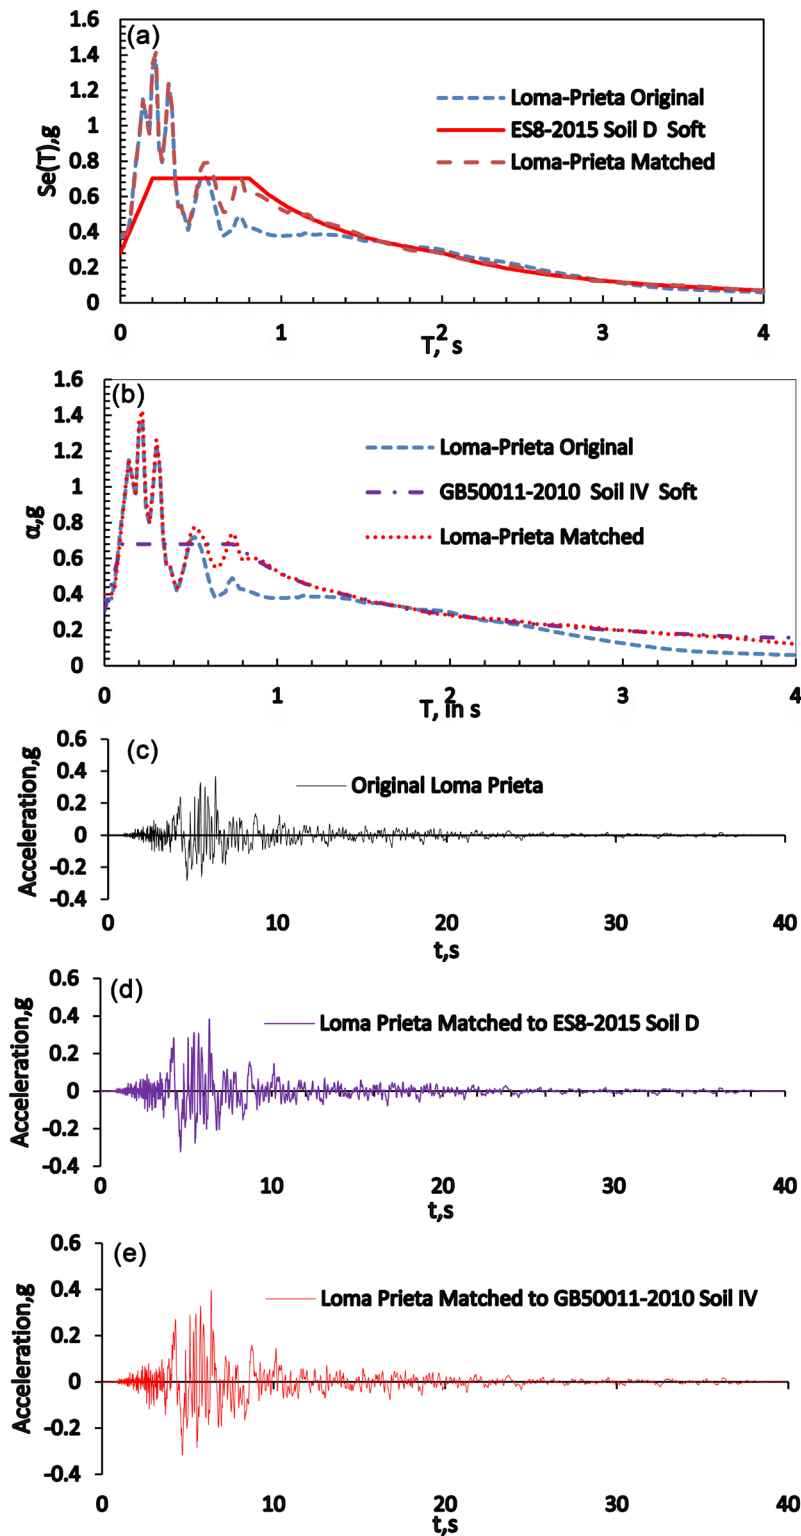 (a)
1.6
1.4
1.2
1
0.8
0.6
0.4
0.2
0
Se(T),g
Loma-Prieta Original
ES8-2015 Soil D Soft
Loma-Prieta Matched
0 1 2 3 4
T, s
(b)
1.6
1.4
1.2
1
0.8
0.6
0.4
0.2
0
α,g
Loma-Prieta Original
GB50011-2010 Soil IV Soft
Loma-Prieta Matched
0 1 2 3 4
T, in s
(c)
0.6
0.4
0.2
0
-0.2
-0.4
Acceleration,g
Original Loma Prieta
0 10 20 30 40
t,s
(d)
0.6
0.4
0.2
0
-0.2
-0.4
Acceleration,g
Loma Prieta Matched to ES8-2015 Soil D
0 10 20 30 40
t,s
(e)
0.6
0.4
0.2
0
-0.2
-0.4
Acceleration,g
Loma Prieta Matched to GB50011-2010 Soil IV
0 10 20 30 40
t,s